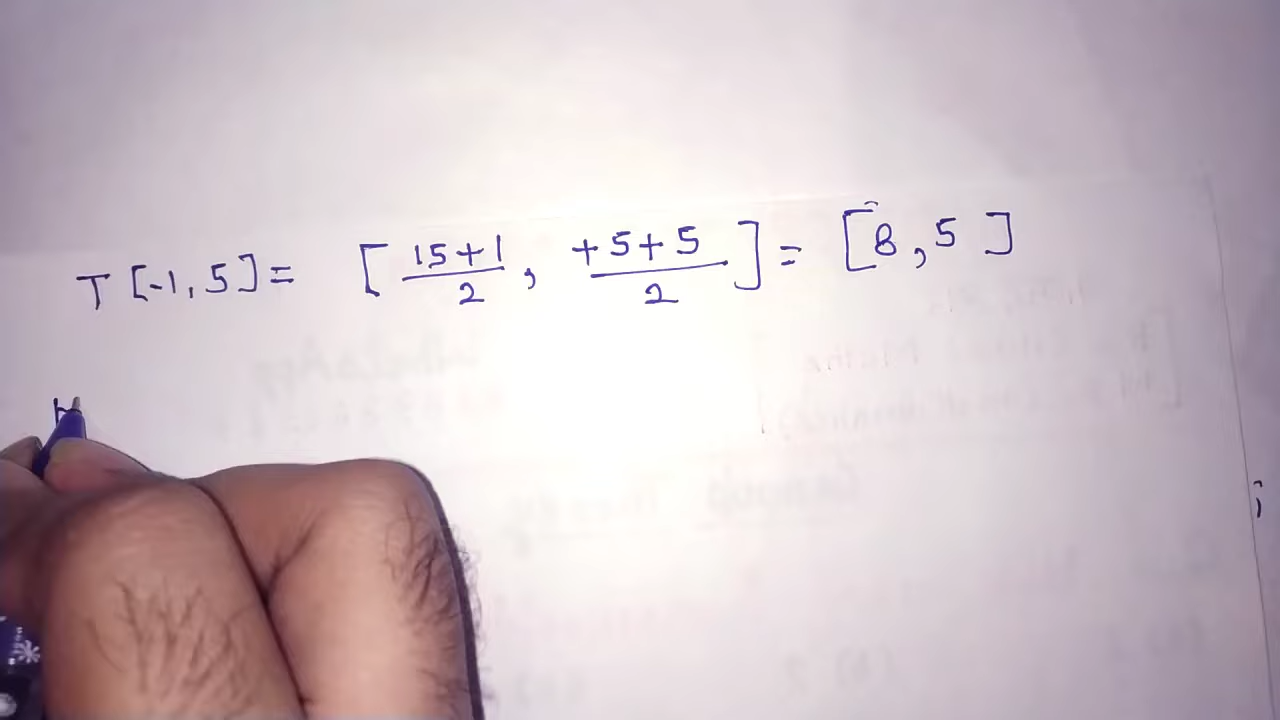 T [-1, 5] = [ 15+1 / 2 , +5+5 / 2 ] = [8, 5 ]